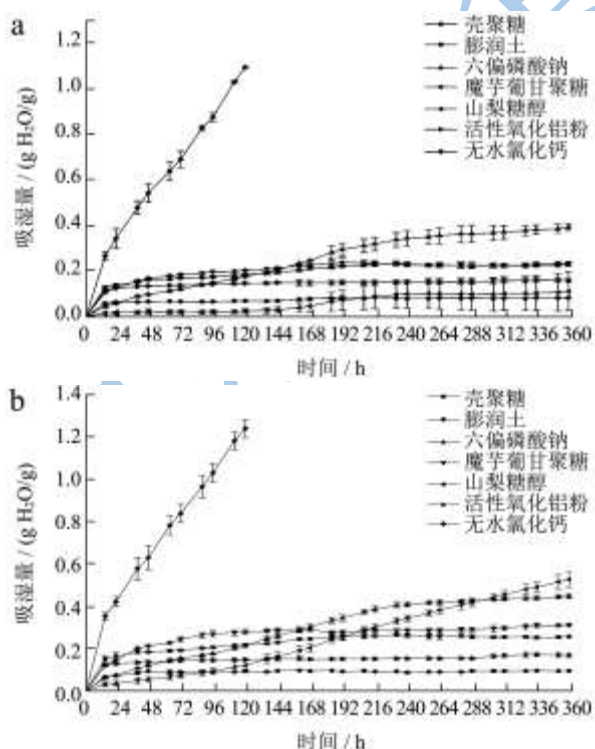 a
1.2
1.0
0.8
0.6
0.4
0.2
0.0
吸湿量 / (g H₂O/g)
壳聚糖
膨润土
六偏磷酸钠
魔芋葡甘聚糖
山梨糖醇
活性氧化铝粉
无水氯化钙
0 24 48 72 96 120 144 168 192 216 240 264 288 312 336 360
时间 / h
b
1.4
1.2
1.0
0.8
0.6
0.4
0.2
0.0
吸湿量 / (g H₂O/g)
壳聚糖
膨润土
六偏磷酸钠
魔芋葡甘聚糖
山梨糖醇
活性氧化铝粉
无水氯化钙
0 24 48 72 96 120 144 168 192 216 240 264 288 312 336 360
时间 / h